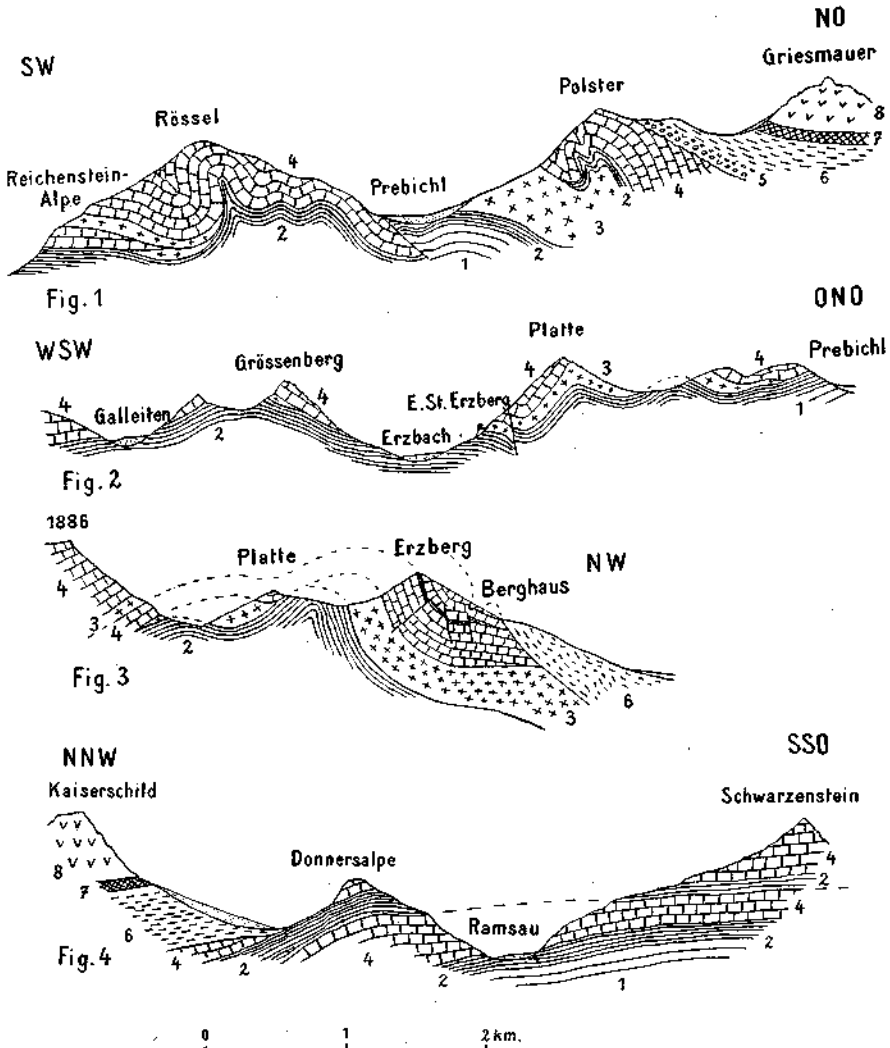 NO
SW
Griesmauer
Polster
Rössel
8
4
7
Reichenstein-
Alpe
Prebichl
5 6
2 4
3
2
2
1
Fig. 1
ONO
WSW
Platte
Grössenberg
4 3 4 Prebichl
4 4
Galleiten E.St. Erzberg
2 Erzbach 1
Fig. 2
1886
Platte Erzberg NW
4 Berghaus
3
4 2
Fig. 3
6
3
NNW SSO
Kaiserschild Schwarzenstein
8 Donnersalpe
4
7 2
4
6 Ramsau
Fig. 4 4 2 4 2 2
1
0 1 2 km.